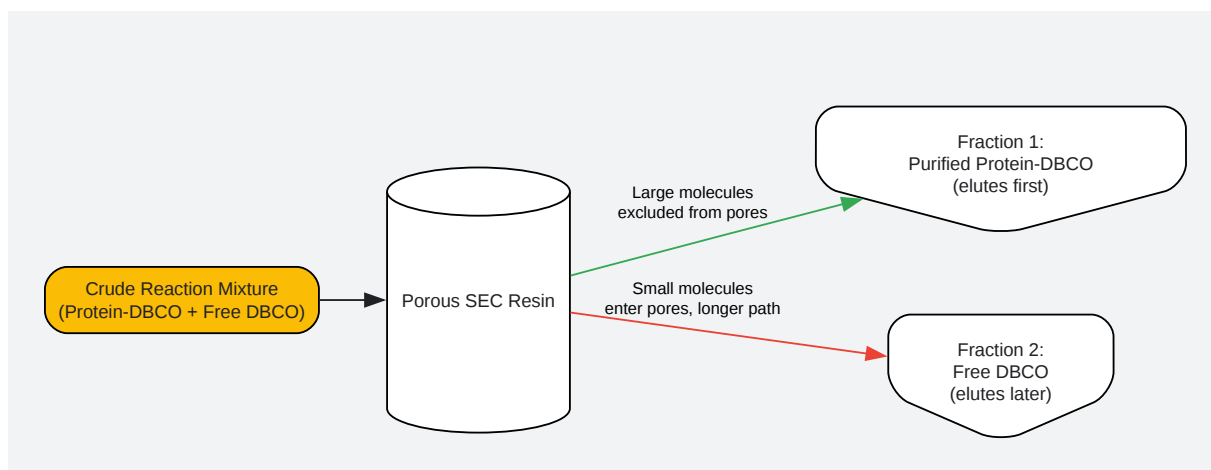 Crude Reaction Mixture
(Protein-DBCO + Free DBCO)
Porous SEC Resin
Large molecules
excluded from pores
Small molecules
enter pores, longer path
Fraction 1:
Purified Protein-DBCO
(elutes first)
Fraction 2:
Free DBCO
(elutes later)